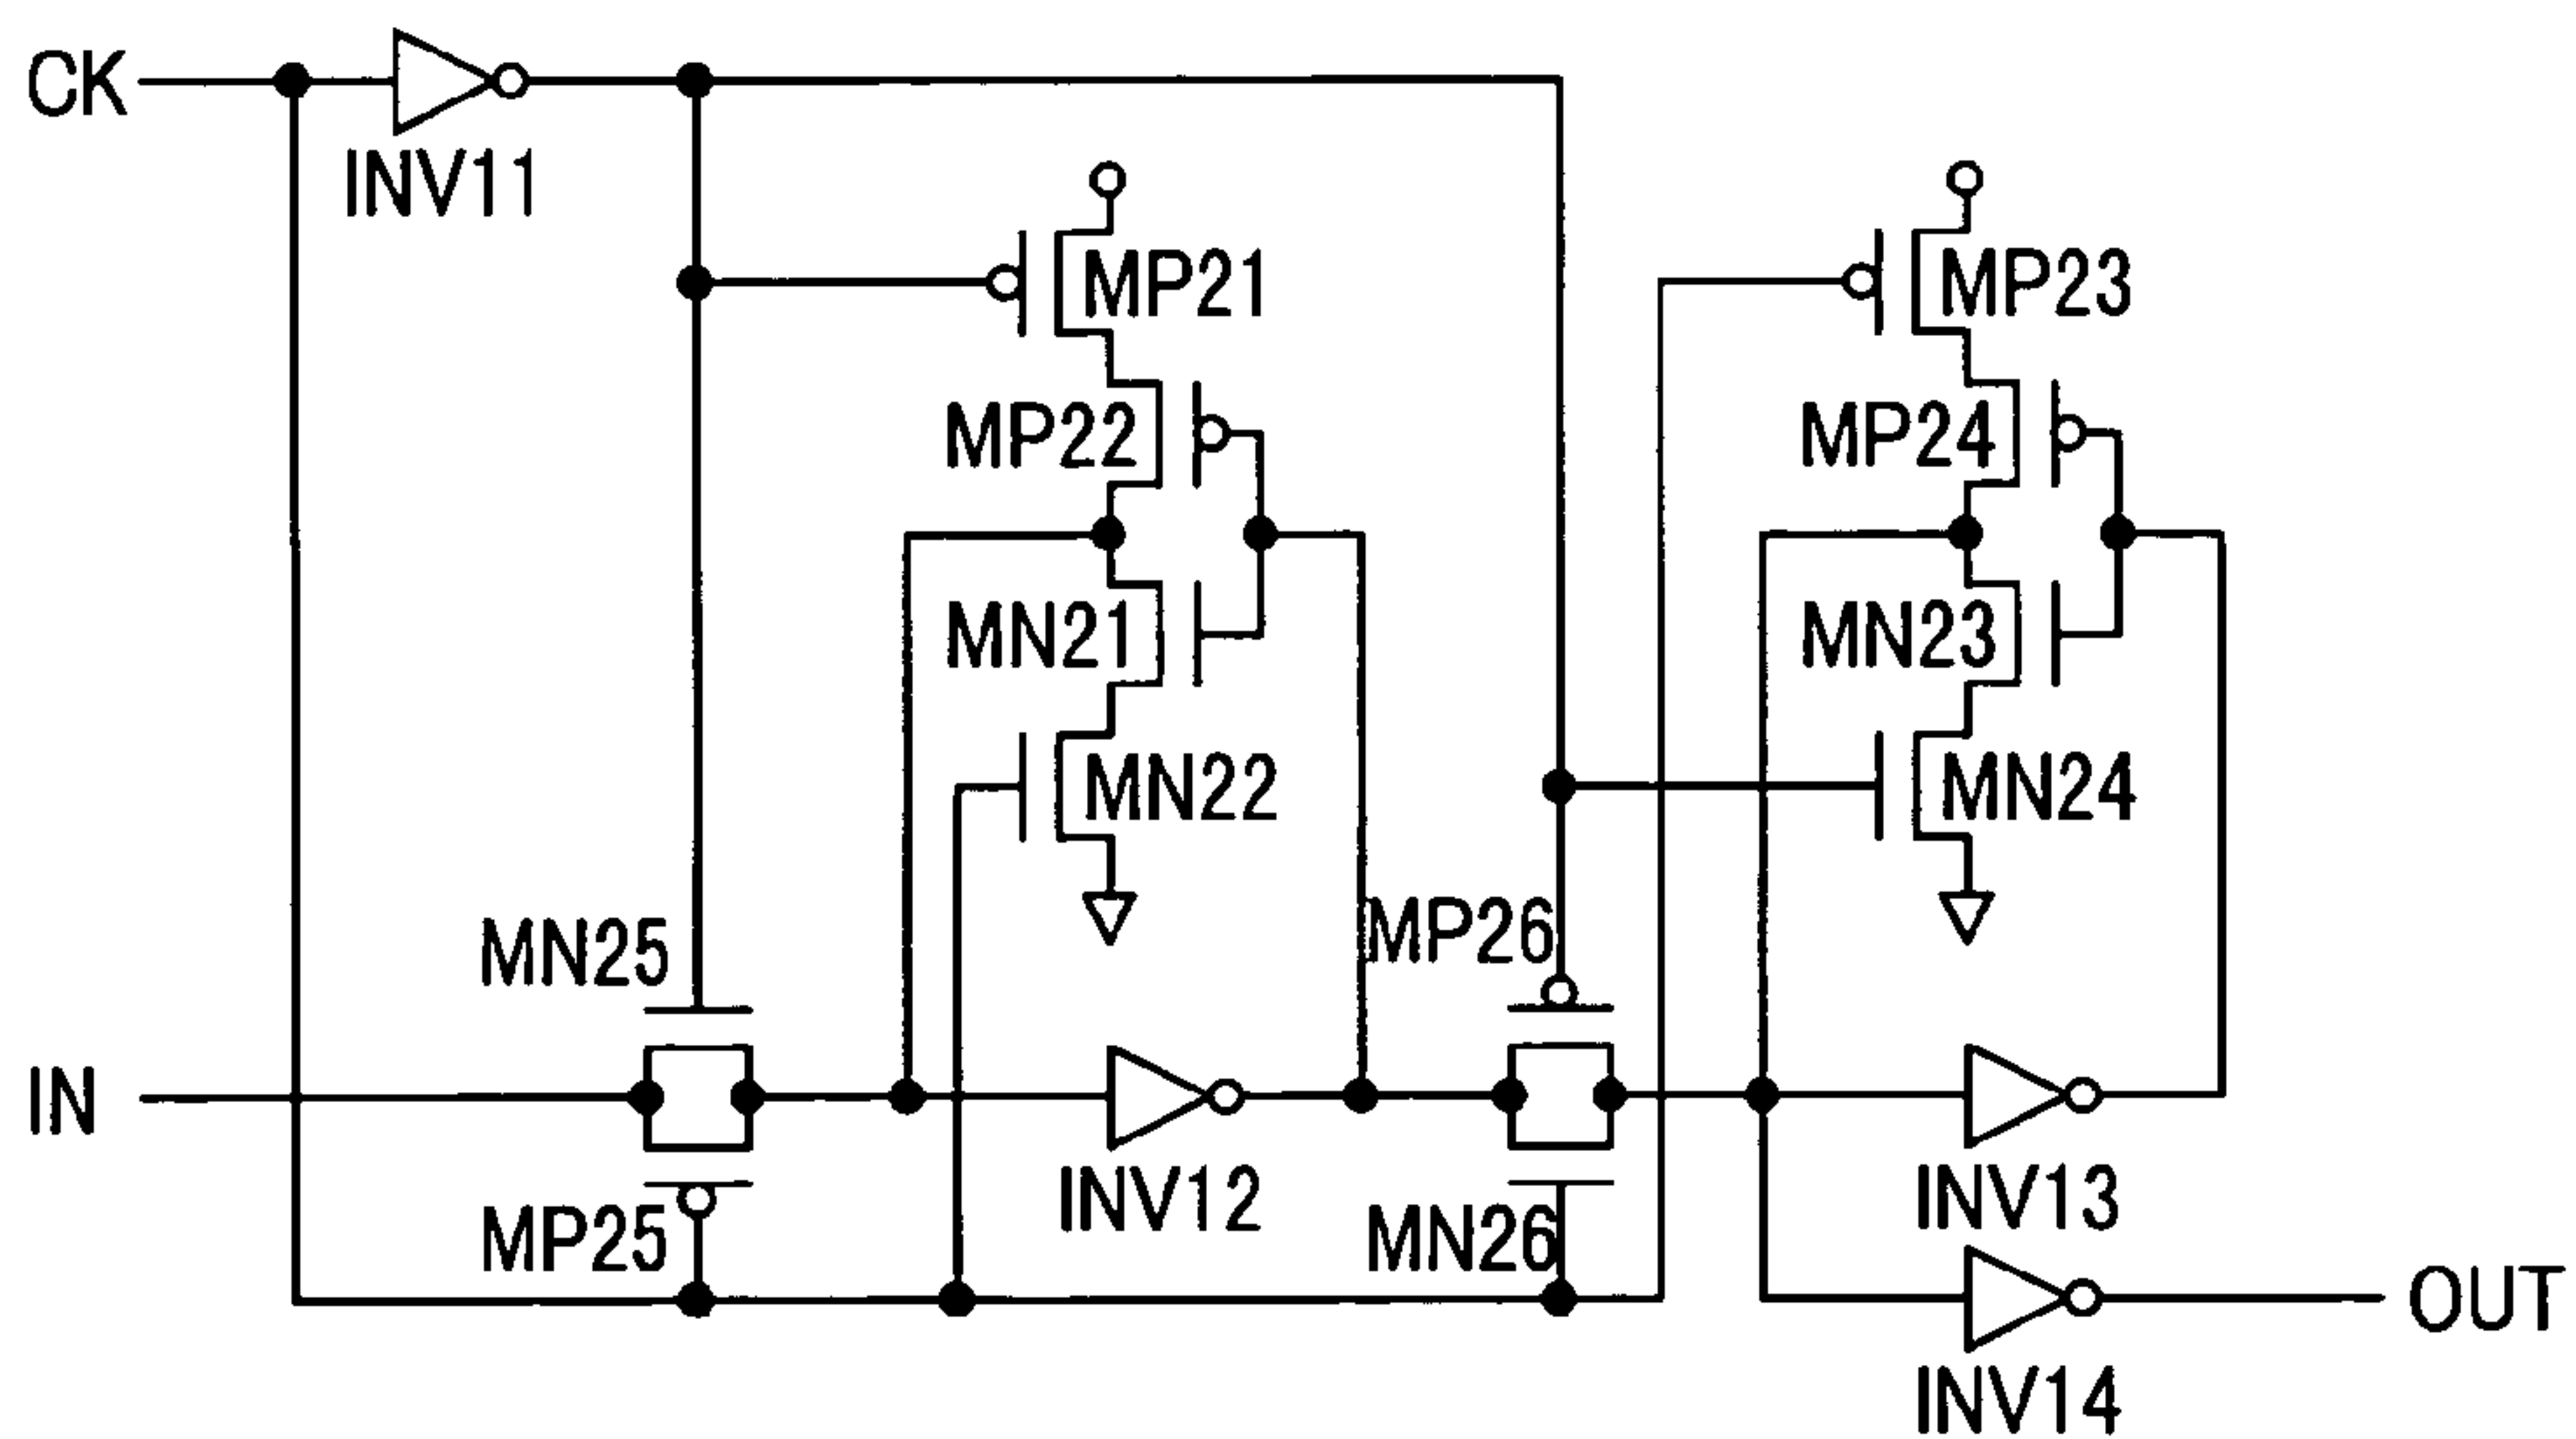 CK
INV11
MP21
MP23
MP22
MP24
MN21
MN23
MN22
MN24
MN25
MP26
IN
MP25
INV12
MN26
INV13
OUT
INV14